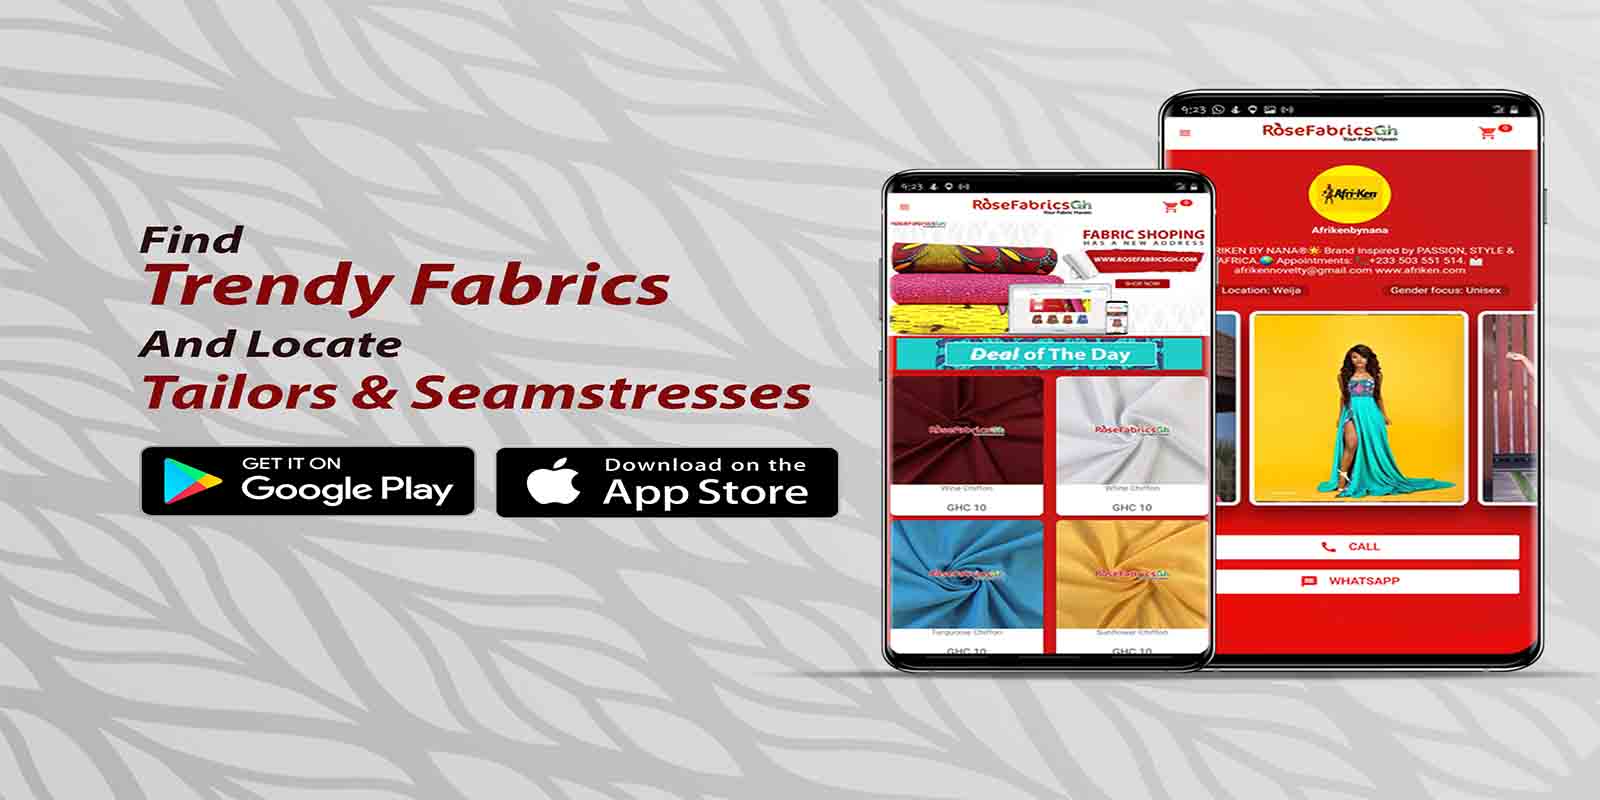 Find
Trendy Fabrics
And Locate
Tailors & Seamstresses
GET IT ON
Google Play
Download on the
App Store
9:23
RoseFabricsGh
Your Fabric Haven
0
FABRIC SHOPING
HAS A NEW ADDRESS
WWW.ROSEFABRICSGH.COM
SHOP NOW
Deal of The Day
RoseFabricsGh
RoseFabricsGh
Wine Chiffon
White Chiffon
GHC 10
GHC 10
RoseFabricsGh
RoseFabricsGh
Turquoise Chiffon
Sunflower Chiffon
GHC 10
GHC 10
9:23
RoseFabricsGh
Your Fabric Haven
0
Afri-Ken
Afrikenbynana
RIKEN BY NANA®🌟 Brand Inspired by PASSION, STYLE &
AFRICA.🌍 Appointments: 📞+233 503 551 514. ✉
afrikennovelty@gmail.com www.afriken.com
Location: Weija
Gender focus: Unisex
CALL
WHATSAPP